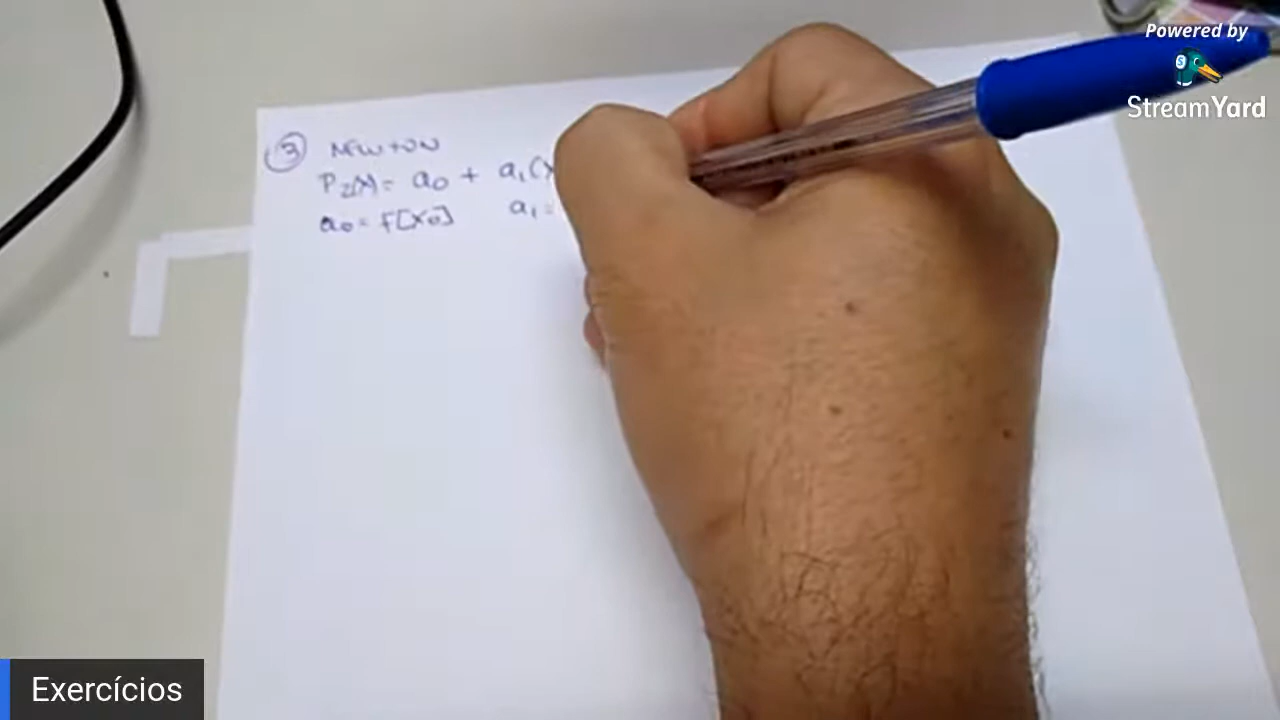 Powered by
StreamYard
3 NEWTON
P2(x)= a0 + a1(x
a0= f[x0] a1=
Exercícios